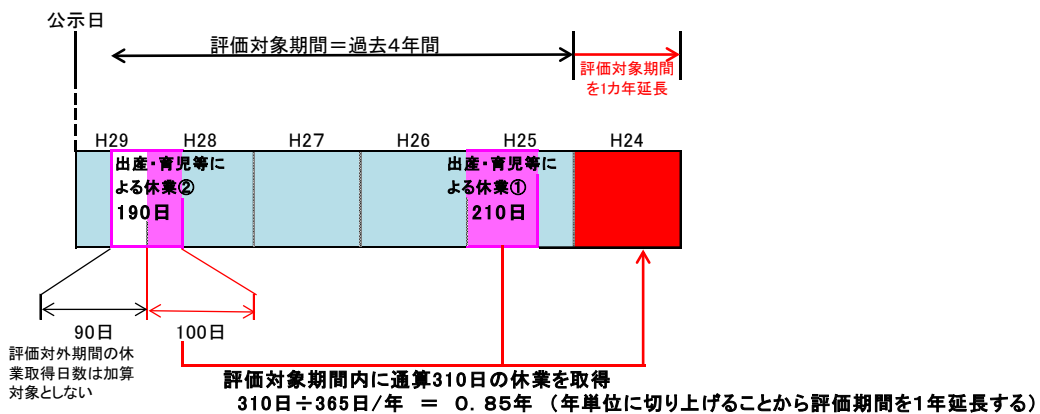 公示日
評価対象期間＝過去4年間
評価対象期間
を1カ年延長
H29
H28
H27
H26
H25
H24
出産・育児等に
よる休業②
190日
出産・育児等に
よる休業①
210日
90日
100日
評価対外期間の休
業取得日数は加算
対象としない
評価対象期間内に通算310日の休業を取得
310日÷365日/年 ＝ 0．85年 （年単位に切り上げることから評価期間を1年延長する）